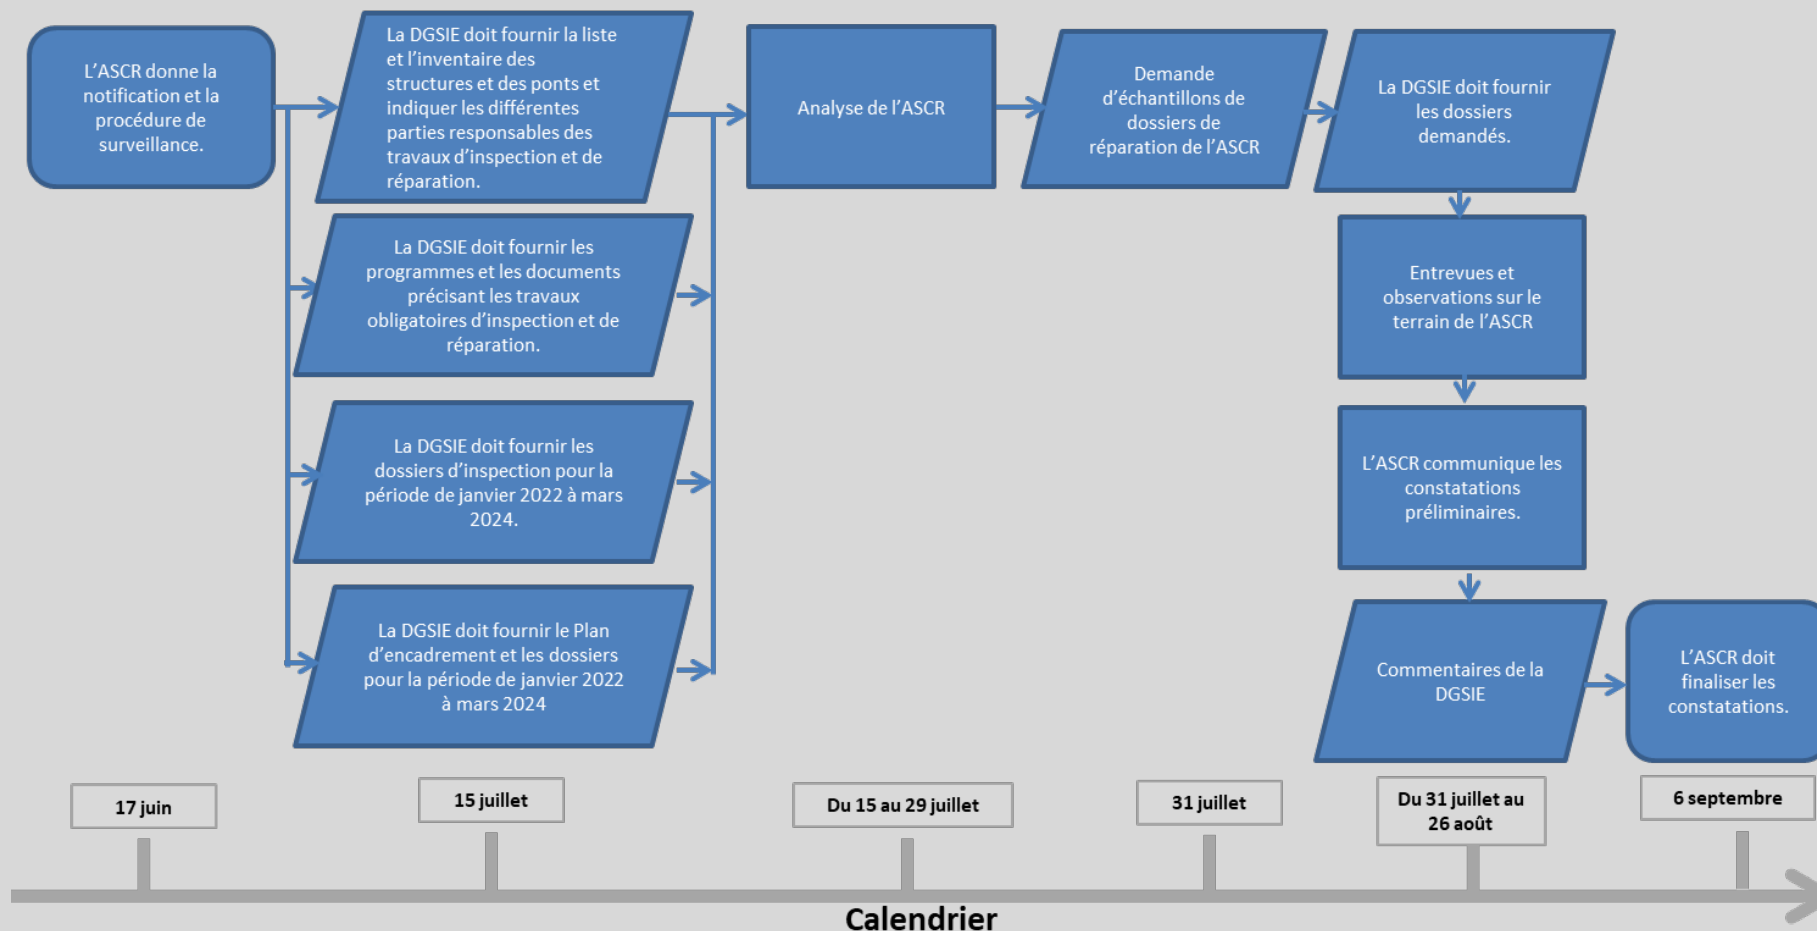 L’ASCR donne la
notification et la
procédure de
surveillance.
La DGSIE doit fournir la liste
et l’inventaire des
structures et des ponts et
indiquer les différentes
parties responsables des
travaux d’inspection et de
réparation.
La DGSIE doit fournir les
programmes et les documents
précisant les travaux
obligatoires d’inspection et de
réparation.
La DGSIE doit fournir les
dossiers d’inspection pour la
période de janvier 2022 à mars
2024.
La DGSIE doit fournir le Plan
d’encadrement et les dossiers
pour la période de janvier 2022
à mars 2024
Analyse de l’ASCR
Demande
d’échantillons de
dossiers de
réparation de l’ASCR
La DGSIE doit fournir
les dossiers
demandés.
Entrevues et
observations sur le
terrain de l’ASCR
L’ASCR communique les
constatations
préliminaires.
Commentaires de la
DGSIE
L’ASCR doit
finaliser les
constatations.
17 juin
15 juillet
Du 15 au 29 juillet
31 juillet
Du 31 juillet au
26 août
6 septembre
Calendrier